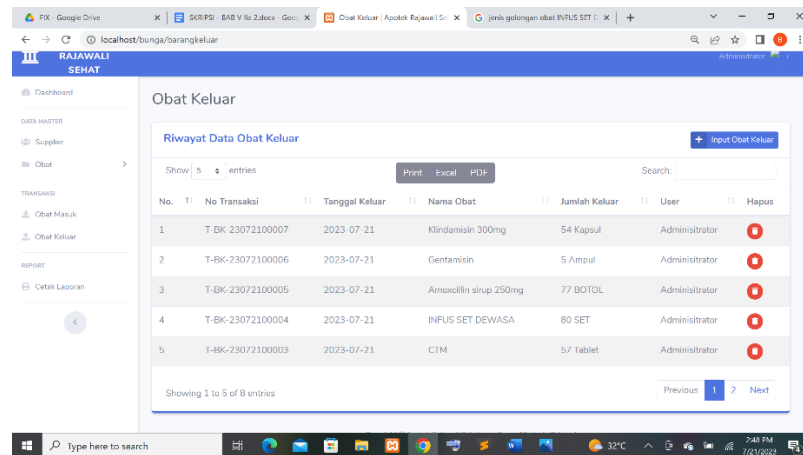 FIX - Google Drive
SKRIPSI - BAB V fix 2.docx - Goo
Obat Keluar | Apotek Rajawali Se
jenis golongan obat INFUS SET D
localhost/bunga/barangkeluar
RAJAWALI
SEHAT
Administrator
Dashboard
DATA MASTER
Supplier
Obat
TRANSAKSI
Obat Masuk
Obat Keluar
REPORT
Cetak Laporan
Obat Keluar
Riwayat Data Obat Keluar
+ Input Obat Keluar
Show 5 entries
Print Excel PDF
Search:
No. No Transaksi Tanggal Keluar Nama Obat Jumlah Keluar User Hapus
1 T-BK-23072100007 2023-07-21 Klindamisin 300mg 54 Kapsul Adminisitrator
2 T-BK-23072100006 2023-07-21 Gentamisin 5 Ampul Adminisitrator
3 T-BK-23072100005 2023-07-21 Amoxcillin sirup 250mg 77 BOTOL Adminisitrator
4 T-BK-23072100004 2023-07-21 INFUS SET DEWASA 80 SET Adminisitrator
5 T-BK-23072100003 2023-07-21 CTM 57 Tablet Adminisitrator
Showing 1 to 5 of 8 entries
Previous 1 2 Next
Type here to search
32°C
2:48 PM
7/21/2023